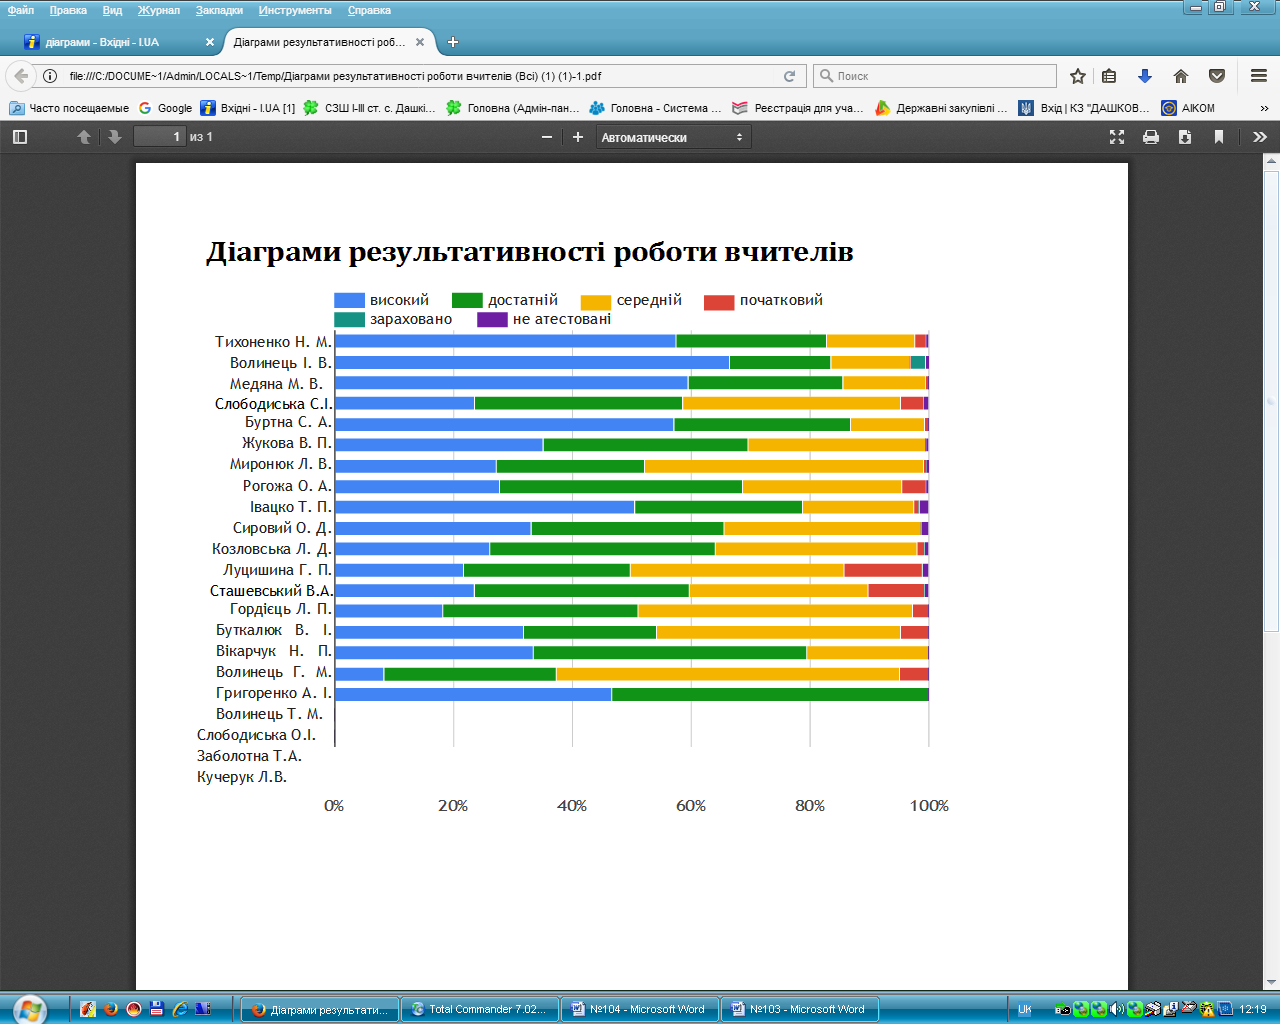 Файл Правка Вид Журнал Закладки Инструменты Справка
діаграми - Вхідні - I.UA Діаграми результативності роб...
file:///C:/DOCUME~1/Admin/LOCALS~1/Temp/Діаграми результативності роботи вчителів (Всі) (1) (1)-1.pdf Поиск
Часто посещаемые Google Вхідні - I.UA [1] СЗШ І-ІІІ ст. с. Дашкі... Головна (Адмін-пан... Головна - Система ... Реєстрація для уча... Державні закупівлі ... Вхід | КЗ "ДАШКОВ... АІКОМ »
1 из 1 Автоматически
Діаграми результативності роботи вчителів
високий достатній середній початковий
зараховано не атестовані
Тихоненко Н. М.
Волинець І. В.
Медяна М. В.
Слободиська С.І.
Буртна С. А.
Жукова В. П.
Миронюк Л. В.
Рогожа О. А.
Івацко Т. П.
Сировий О. Д.
Козловська Л. Д.
Луцишина Г. П.
Сташевський В.А.
Гордієць Л. П.
Буткалюк В. І.
Вікарчук Н. П.
Волинець Г. М.
Григоренко А. І.
Волинець Т. М.
Слободиська О.І.
Заболотна Т.А.
Кучерук Л.В.
0% 20% 40% 60% 80% 100%
Діаграми результати... Total Commander 7.02... №104 - Microsoft Word №103 - Microsoft Word Uk 12:19